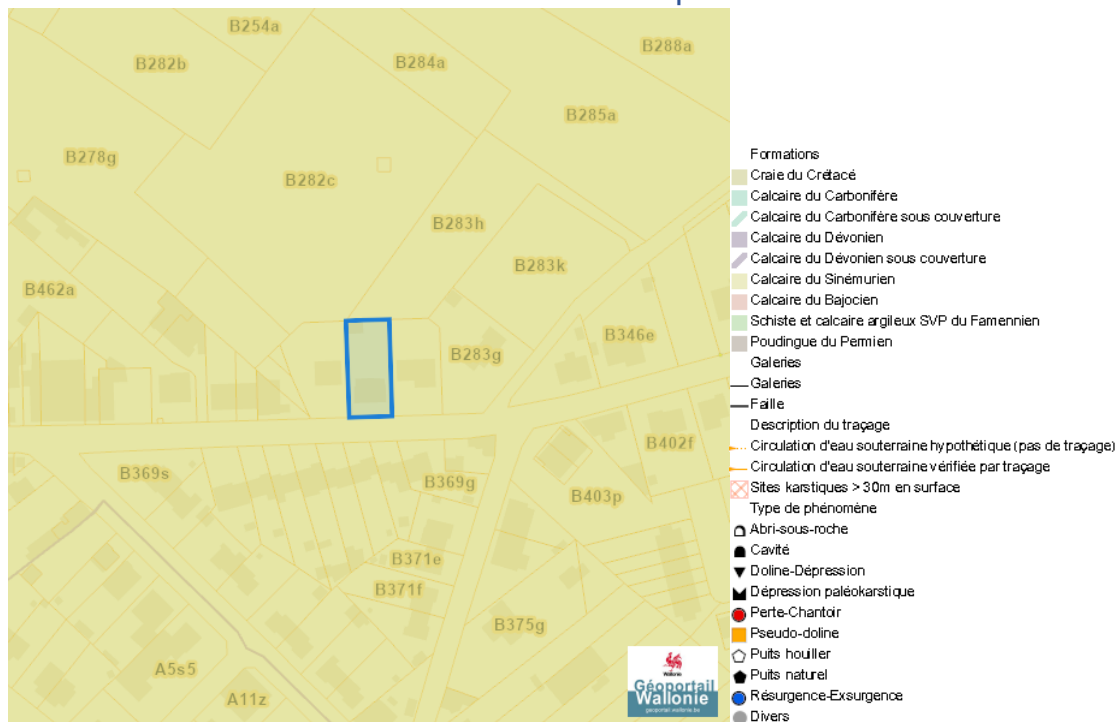 B254a
B288a
B282b
B284a
B285a
B278g
B282c
B283h
B283k
B462a
B346e
B283g
B402f
B369s
B369g
B403p
B371e
B371f
B375g
A5s5
A11z
Wallonie
Géoportail
Wallonie
geoportail.wallonie.be
Formations
Craie du Crétacé
Calcaire du Carbonifère
Calcaire du Carbonifère sous couverture
Calcaire du Dévonien
Calcaire du Dévonien sous couverture
Calcaire du Sinémurien
Calcaire du Bajocien
Schiste et calcaire argileux SVP du Famennien
Poudingue du Permien
Galeries
Galeries
Faille
Description du traçage
Circulation d'eau souterraine hypothétique (pas de traçage)
Circulation d'eau souterraine vérifiée par traçage
Sites karstiques > 30m en surface
Type de phénomène
Abri-sous-roche
Cavité
Doline-Dépression
Dépression paléokarstique
Perte-Chantoir
Pseudo-doline
Puits houiller
Puits naturel
Résurgence-Exsurgence
Divers